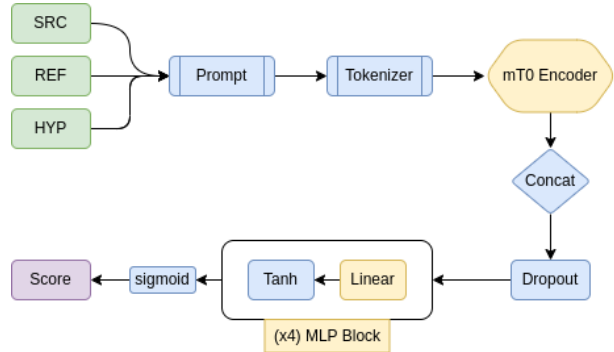 SRC
REF
HYP
Prompt
Tokenizer
mT0 Encoder
Concat
Dropout
Linear
Tanh
(x4) MLP Block
sigmoid
Score